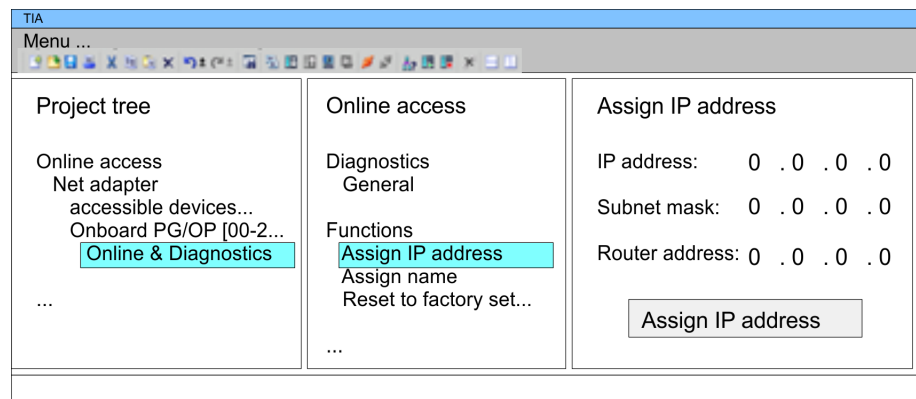 TIA
Menu ...
Project tree
Online access
Net adapter
accessible devices...
Onboard PG/OP [00-2...
Online & Diagnostics
...
Online access
Diagnostics
General
Functions
Assign IP address
Assign name
Reset to factory set...
...
Assign IP address
IP address: 0 . 0 . 0 . 0
Subnet mask: 0 . 0 . 0 . 0
Router address: 0 . 0 . 0 . 0
Assign IP address